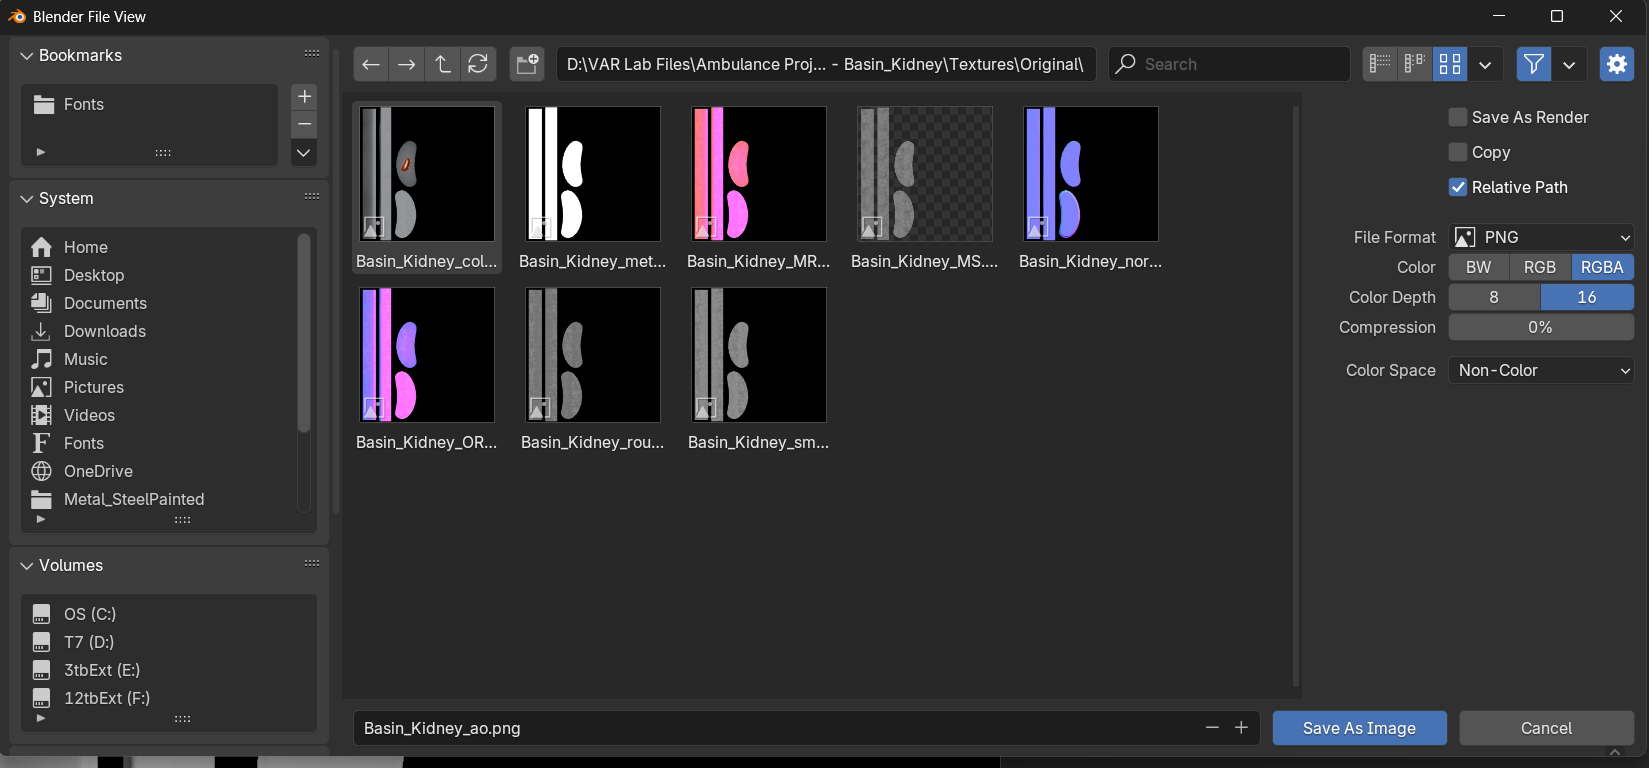 Blender File View
Bookmarks
Fonts
System
Home
Desktop
Documents
Downloads
Music
Pictures
Videos
Fonts
OneDrive
Metal_SteelPainted
Volumes
OS (C:)
T7 (D:)
3tbExt (E:)
12tbExt (F:)
D:\VAR Lab Files\Ambulance Proj... - Basin_Kidney\Textures\Original\
Search
Basin_Kidney_col...
Basin_Kidney_met...
Basin_Kidney_MR...
Basin_Kidney_MS....
Basin_Kidney_nor...
Basin_Kidney_OR...
Basin_Kidney_rou...
Basin_Kidney_sm...
Save As Render
Copy
Relative Path
File Format PNG
Color BW RGB RGBA
Color Depth 8 16
Compression 0%
Color Space Non-Color
Basin_Kidney_ao.png
Save As Image
Cancel